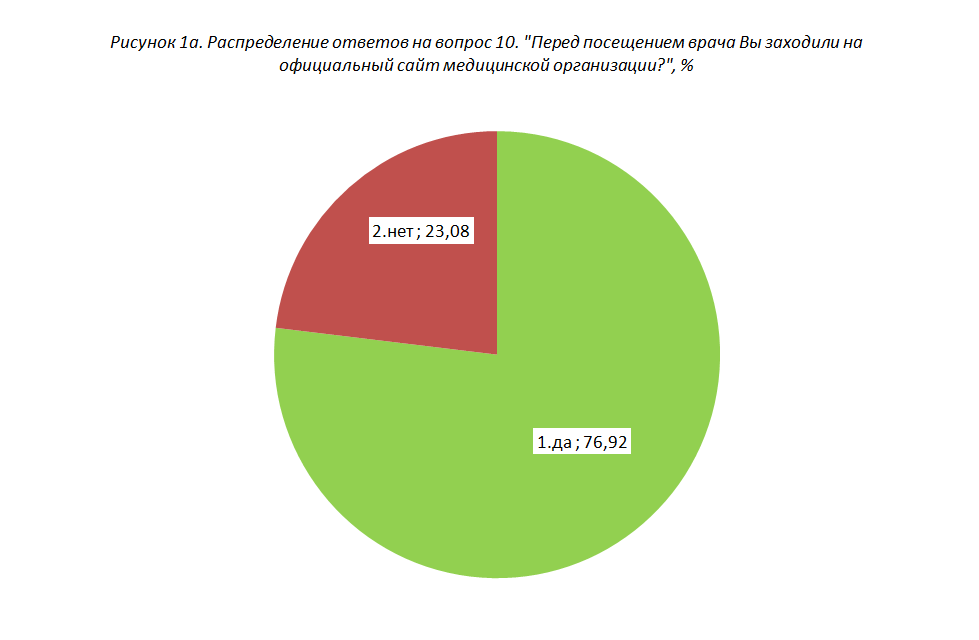 Рисунок 1а. Распределение ответов на вопрос 10. "Перед посещением врача Вы заходили на
официальный сайт медицинской организации?", %
2.нет ; 23,08
1.да ; 76,92